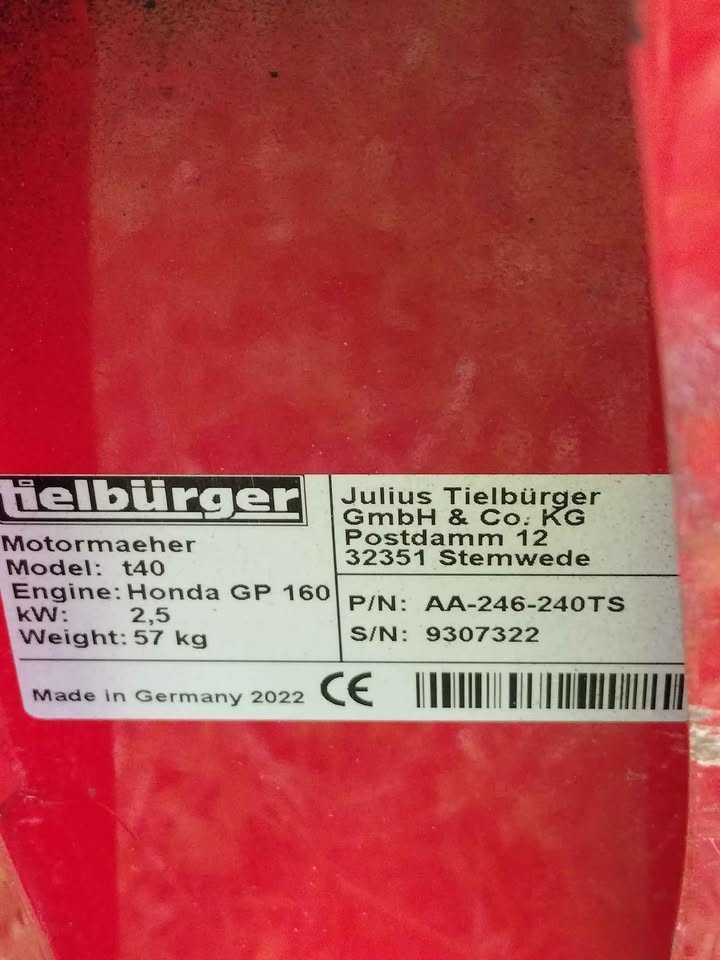 tielbürger
Motormaeher
Model: t40
Engine: Honda GP 160
kW: 2,5
Weight: 57 kg
Julius Tielbürger
GmbH & Co. KG
Postdamm 12
32351 Stemwede
P/N: AA-246-240TS
S/N: 9307322
Made in Germany 2022 CE